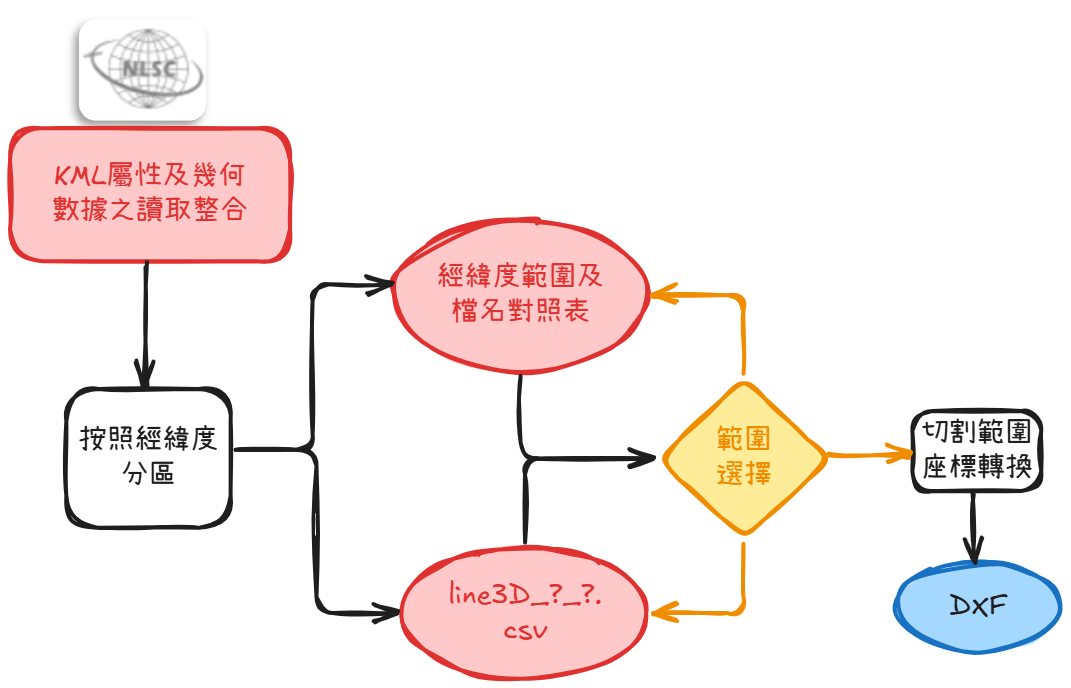 NLSC
KML屬性及幾何
數據之讀取整合
經緯度範圍及
檔名對照表
按照經緯度
分區
範圍
選擇
切割範圍
座標轉換
line3D_?_?.
csv
DXF